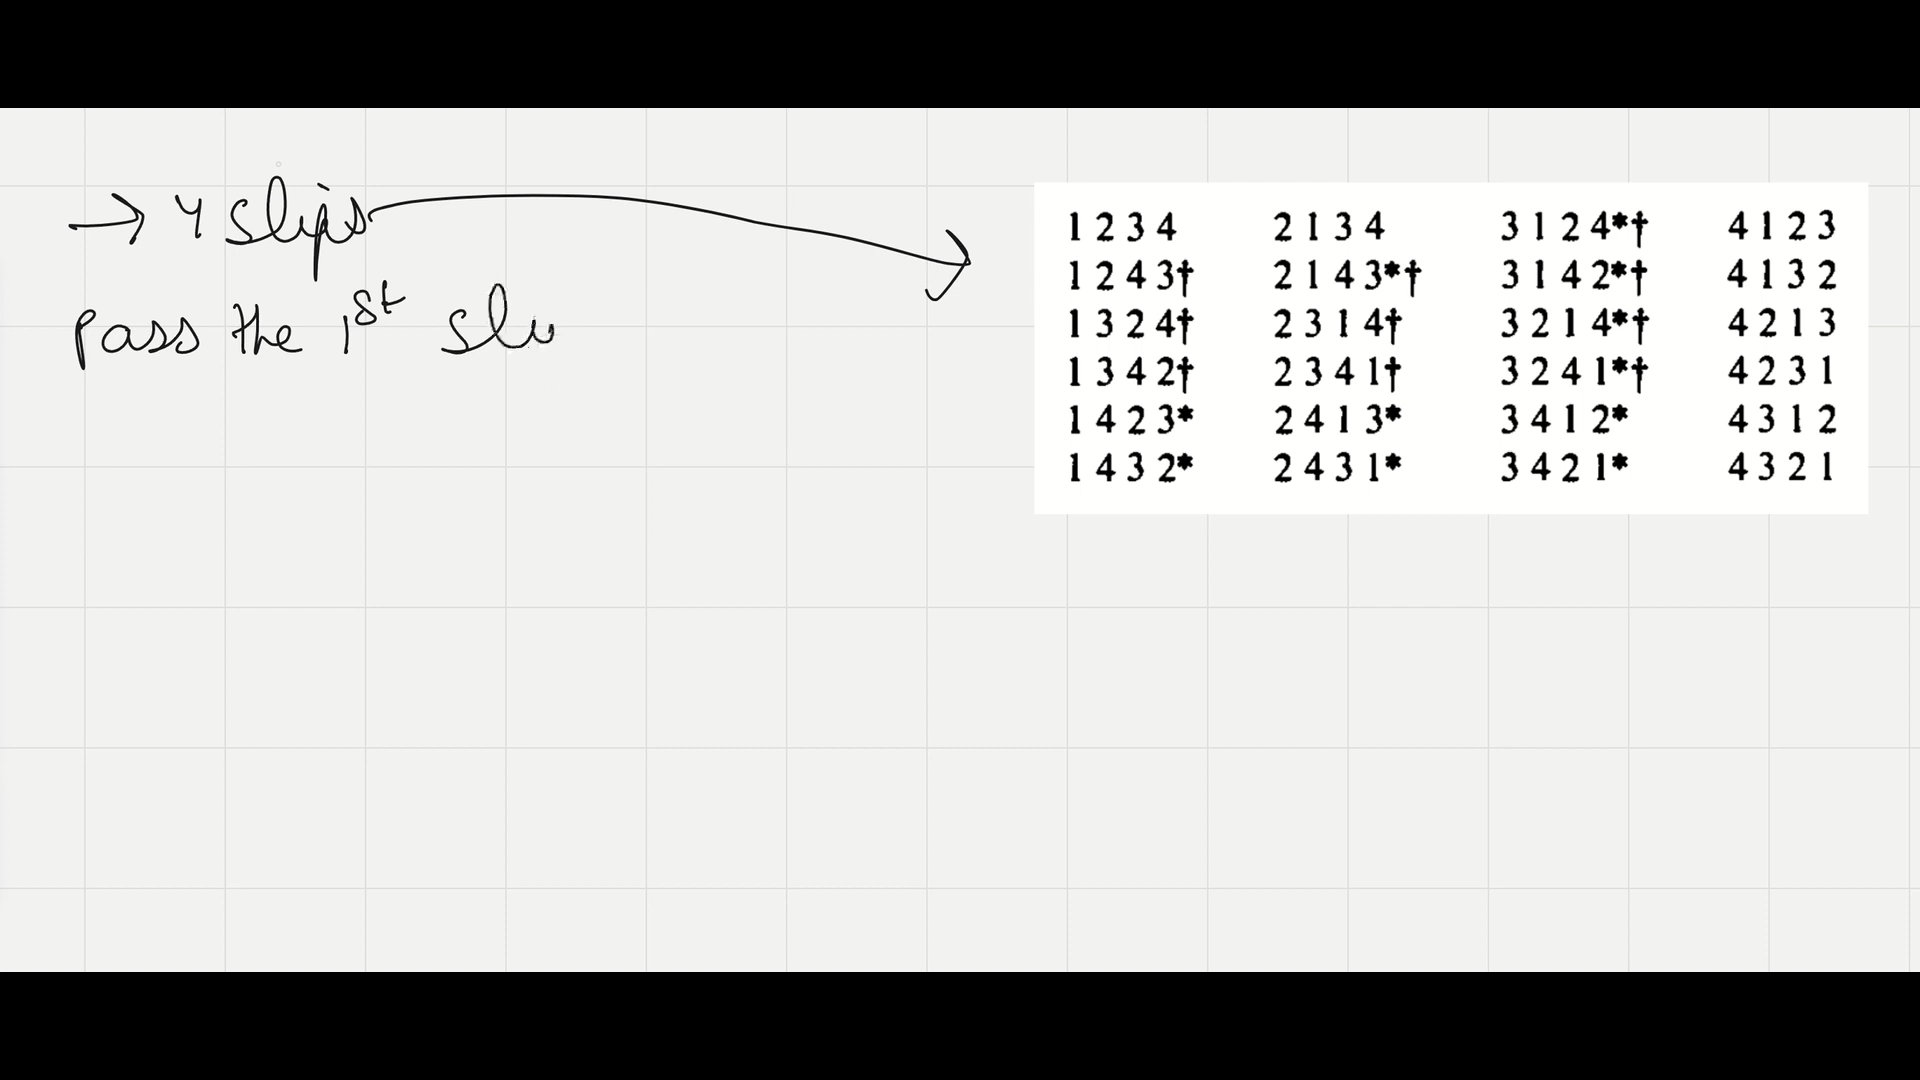 → 4 slips
pass the 1st
1 2 3 4 2 1 3 4 3 1 2 4*† 4 1 2 3
1 2 4 3† 2 1 4 3*† 3 1 4 2*† 4 1 3 2
1 3 2 4† 2 3 1 4† 3 2 1 4*† 4 2 1 3
1 3 4 2† 2 3 4 1† 3 2 4 1*† 4 2 3 1
1 4 2 3* 2 4 1 3* 3 4 1 2* 4 3 1 2
1 4 3 2* 2 4 3 1* 3 4 2 1* 4 3 2 1